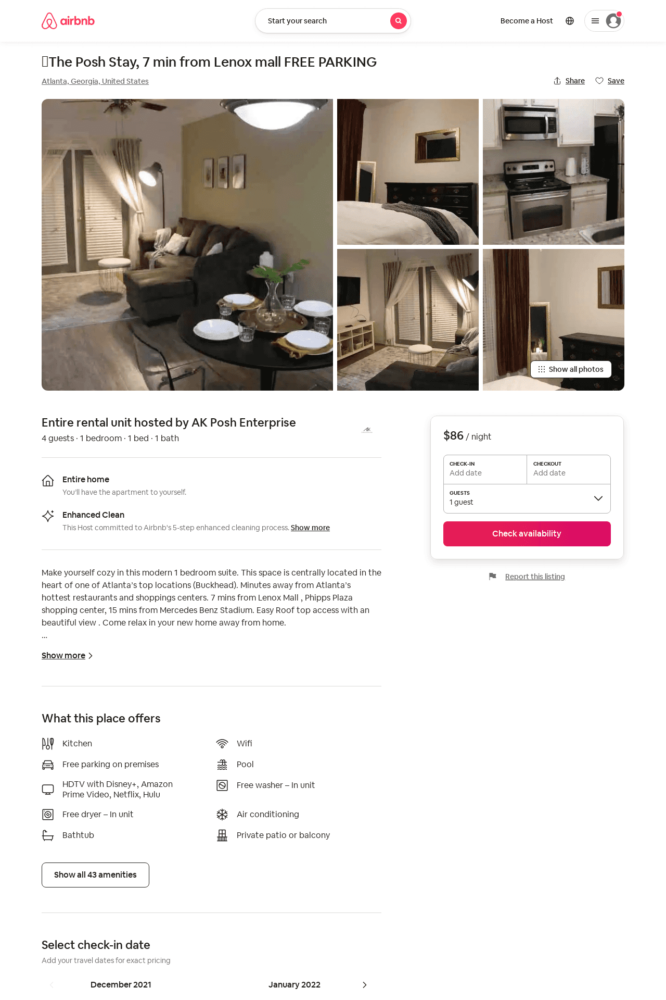 airbnb
Start your search
Become a Host
The Posh Stay, 7 min from Lenox mall FREE PARKING
Atlanta, Georgia, United States
Share
Save
Show all photos
Entire rental unit hosted by AK Posh Enterprise
4 guests · 1 bedroom · 1 bed · 1 bath
AK
$86 / night
CHECK-IN
Add date
CHECKOUT
Add date
GUESTS
1 guest
Check availability
Report this listing
Entire home
You’ll have the apartment to yourself.
Enhanced Clean
This Host committed to Airbnb's 5-step enhanced cleaning process. Show more
Make yourself cozy in this modern 1 bedroom suite. This space is centrally located in the
heart of one of Atlanta’s top locations (Buckhead). Minutes away from Atlanta’s
hottest restaurants and shoppings centers. 7 mins from Lenox Mall , Phipps Plaza
shopping center, 15 mins from Mercedes Benz Stadium. Easy Roof top access with an
beautiful view . Come relax in your new home away from home.
...
Show more
What this place offers
Kitchen
Wifi
Free parking on premises
Pool
HDTV with Disney+, Amazon
Prime Video, Netflix, Hulu
Free washer – In unit
Free dryer – In unit
Air conditioning
Bathtub
Private patio or balcony
Show all 43 amenities
Select check-in date
Add your travel dates for exact pricing
December 2021
January 2022